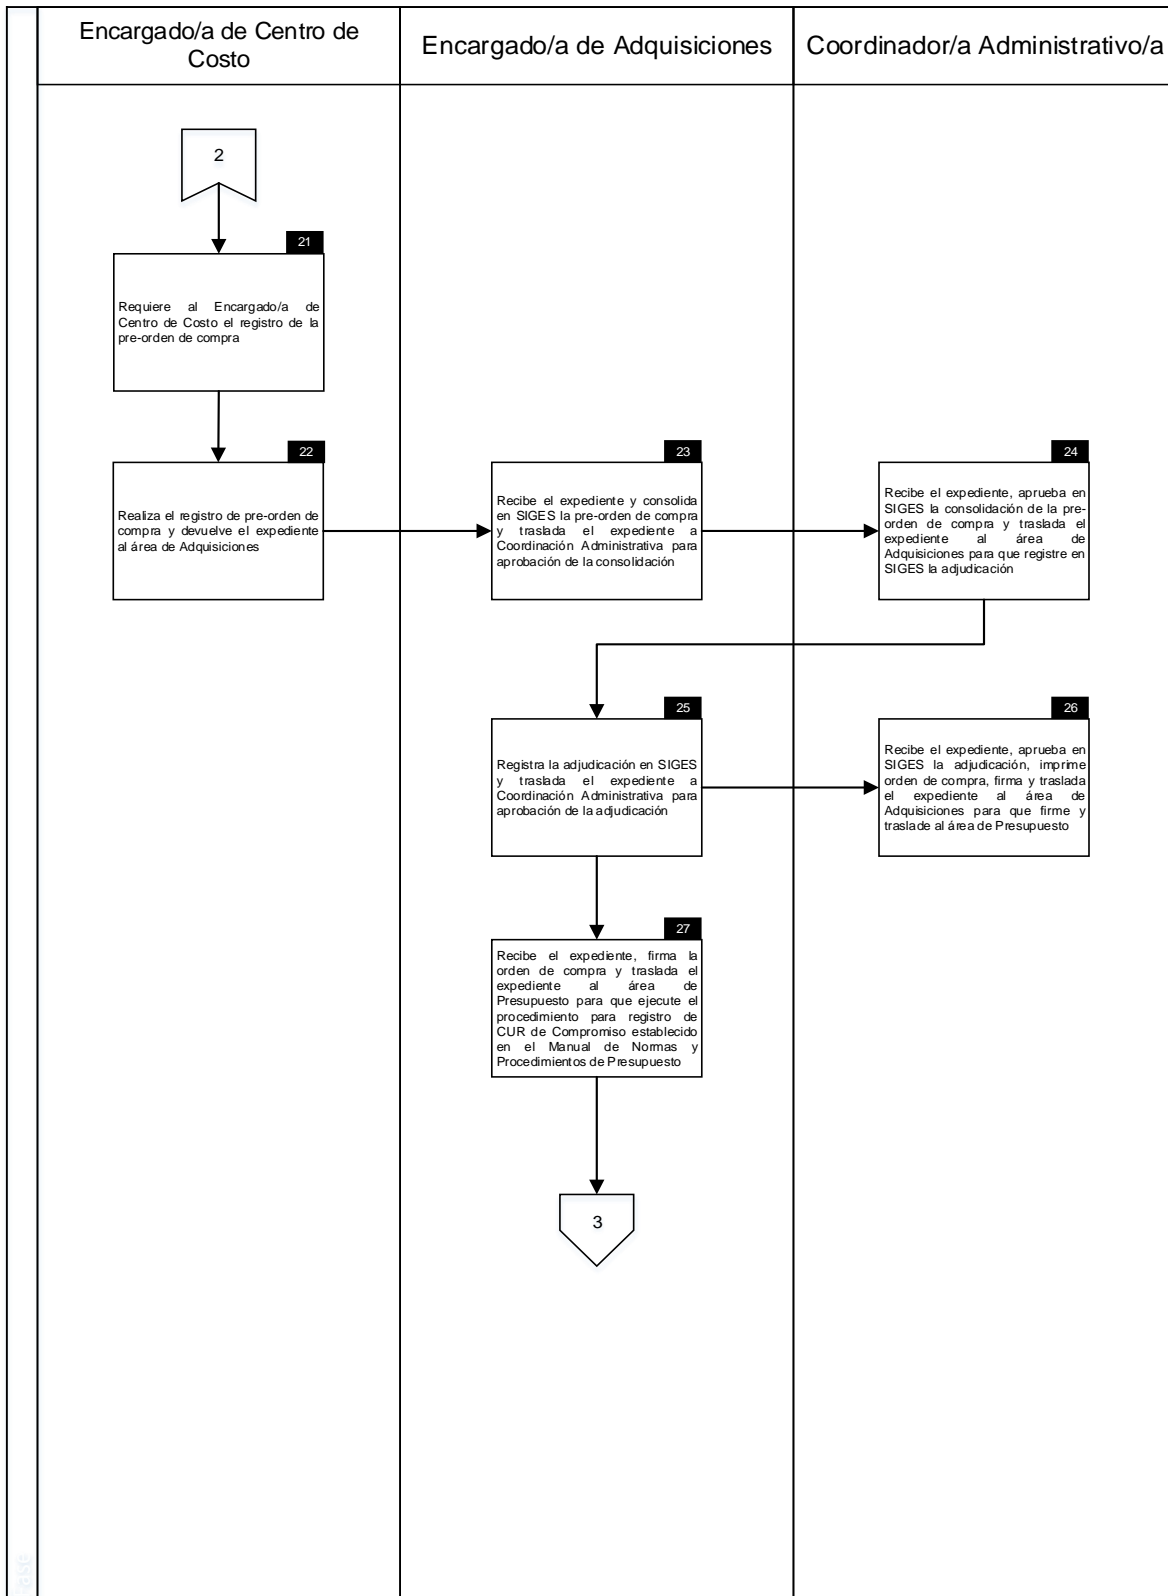 Encargado/a de Centro de
Costo
Encargado/a de Adquisiciones
Coordinador/a Administrativo/a
2
21
Requiere al Encargado/a de
Centro de Costo el registro de la
pre-orden de compra
22
Realiza el registro de pre-orden de
compra y devuelve el expediente
al área de Adquisiciones
23
Recibe el expediente y consolida
en SIGES la pre-orden de compra
y traslada el expediente a
Coordinación Administrativa para
aprobación de la consolidación
24
Recibe el expediente, aprueba en
SIGES la consolidación de la pre-
orden de compra y traslada el
expediente al área de
Adquisiciones para que registre en
SIGES la adjudicación
25
Registra la adjudicación en SIGES
y traslada el expediente a
Coordinación Administrativa para
aprobación de la adjudicación
26
Recibe el expediente, aprueba en
SIGES la adjudicación, imprime
orden de compra, firma y traslada
el expediente al área de
Adquisiciones para que firme y
traslade al área de Presupuesto
27
Recibe el expediente, firma la
orden de compra y traslada el
expediente al área de
Presupuesto para que ejecute el
procedimiento para registro de
CUR de Compromiso establecido
en el Manual de Normas y
Procedimientos de Presupuesto
3
Fase